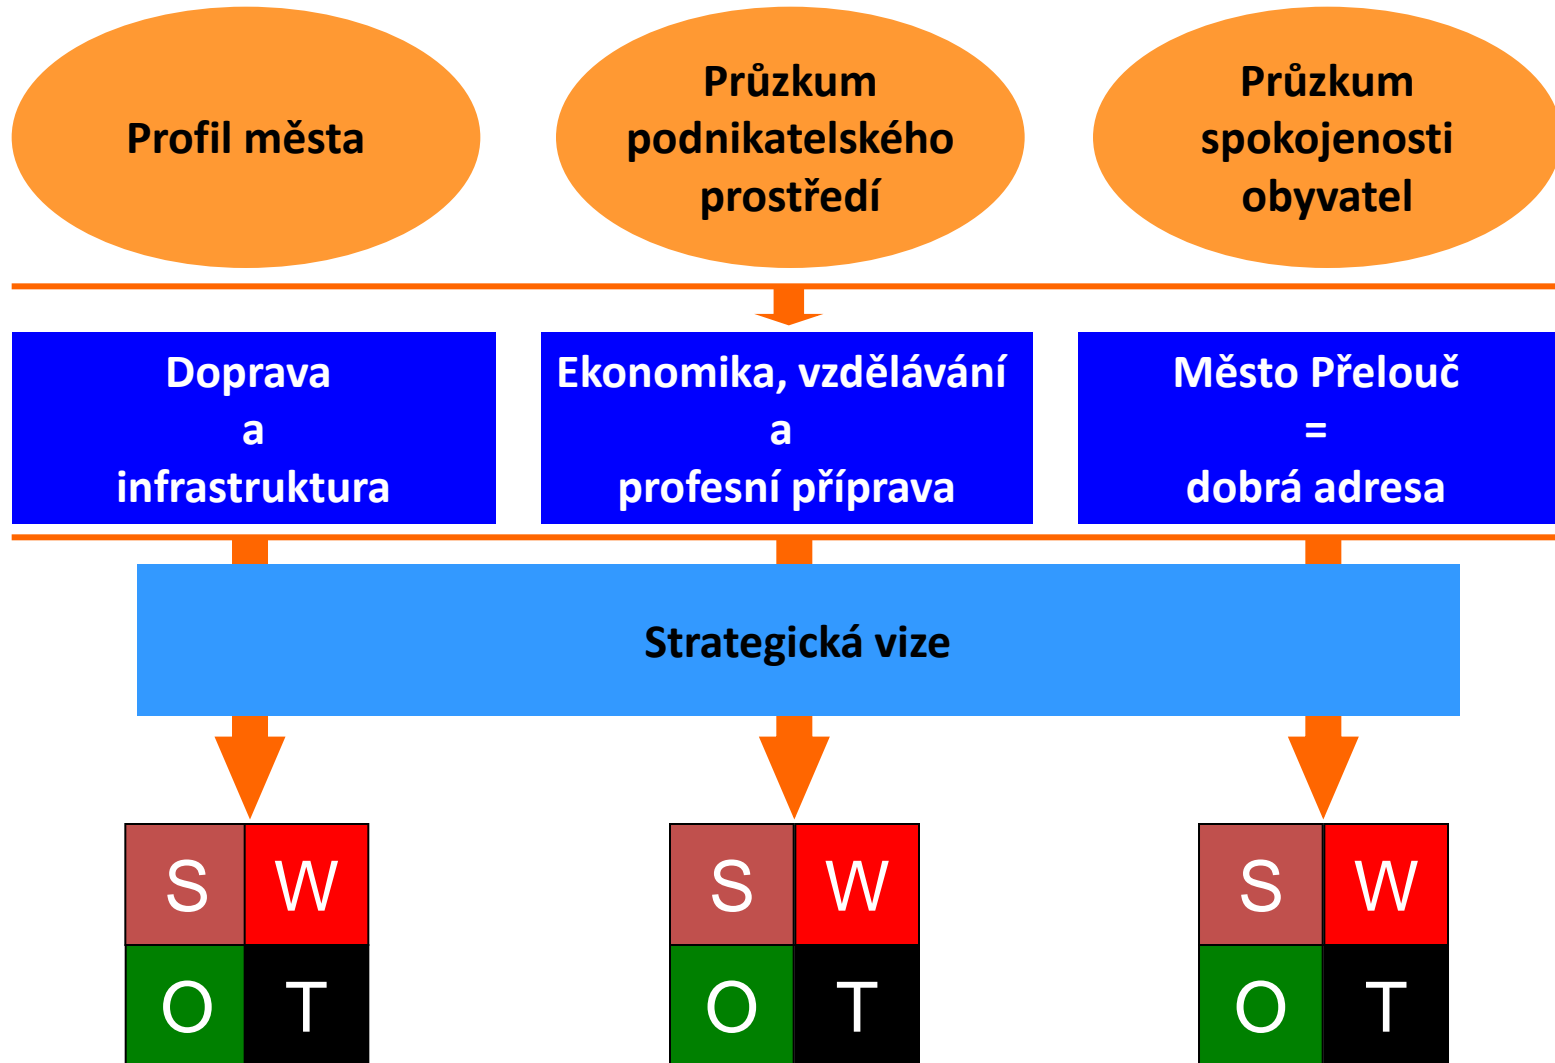 Profil města
Průzkum
podnikatelského
prostředí
Průzkum
spokojenosti
obyvatel
Doprava
a
infrastruktura
Ekonomika, vzdělávání
a
profesní příprava
Město Přelouč
=
dobrá adresa
Strategická vize
S W
O T
S W
O T
S W
O T